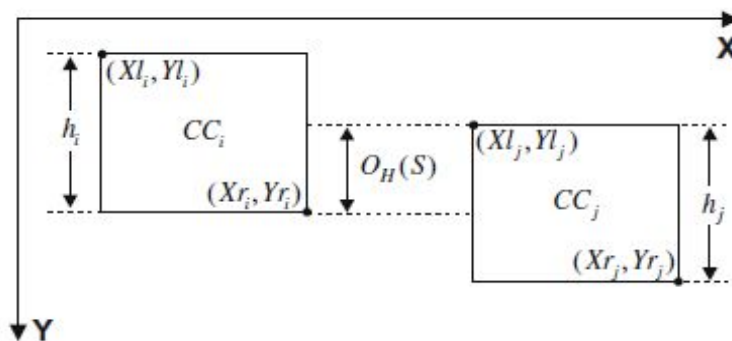 X
(Xl_i, Yl_i)
h_i
CC_i
(Xr_i, Yr_i)
O_H(S)
(Xl_j, Yl_j)
CC_j
h_j
(Xr_j, Yr_j)
Y